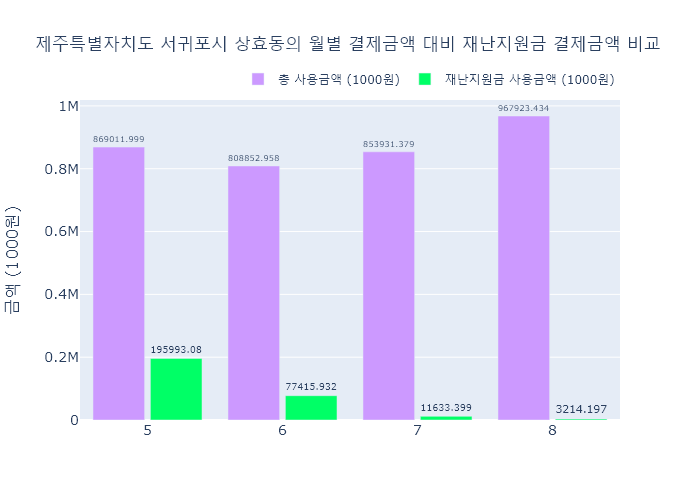 제주특별자치도 서귀포시 상효동의 월별 결제금액 대비 재난지원금 결제금액 비교
총 사용금액 (1000원) 재난지원금 사용금액 (1000원)
금액 (1000원)
1M
0.8M
0.6M
0.4M
0.2M
0
869011.999
195993.08
808852.958
77415.932
853931.379
11633.399
967923.434
3214.197
5 6 7 8